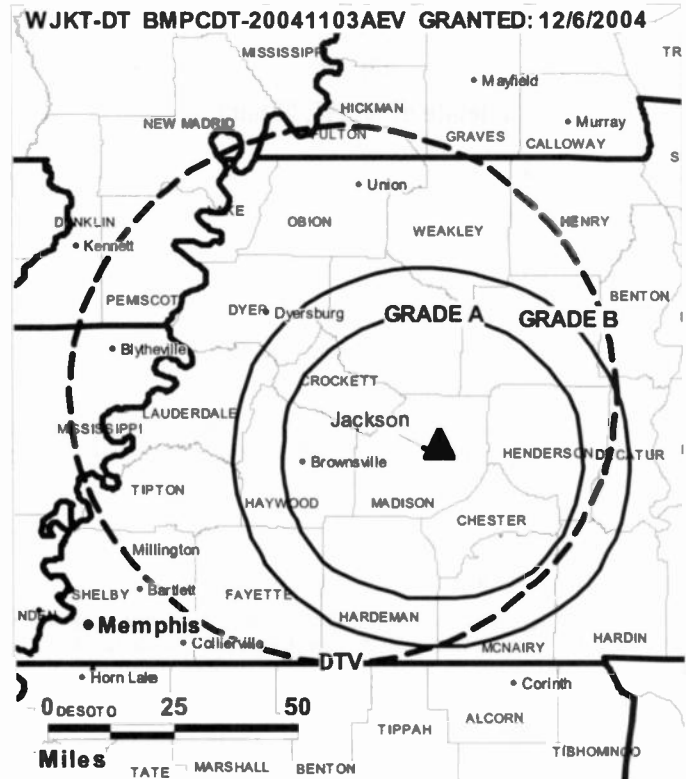 WJKT-DT BMPCDT-20041103AEV GRANTED: 12/6/2004
MISSISSIPPI
TR
Mayfield
HICKMAN
NEW MADRID
Murray
FULTON
GRAVES
CALLOWAY
S
Union
LAKE
OBION
HENRY
DUNKLIN
WEAKLEY
Kennett
BENTON
PEMISCOT
DYER
Dyersburg
GRADE A
GRADE B
Blytheville
CROCKETT
LAUDERDALE
Jackson
MISSISSIPPI
HENDERSON
DECATUR
Brownsville
TIPTON
HAYWOOD
MADISON
CHESTER
Millington
SHELBY
Bartlett
FAYETTE
HARDEMAN
NDEN
Memphis
Collierville
HARDIN
MCNAIRY
DTV
Horn Lake
Corinth
0 DESOTO 25 50
ALCORN
TIPPAH
Miles
TISHOMINGO
TATE
MARSHALL
BENTON